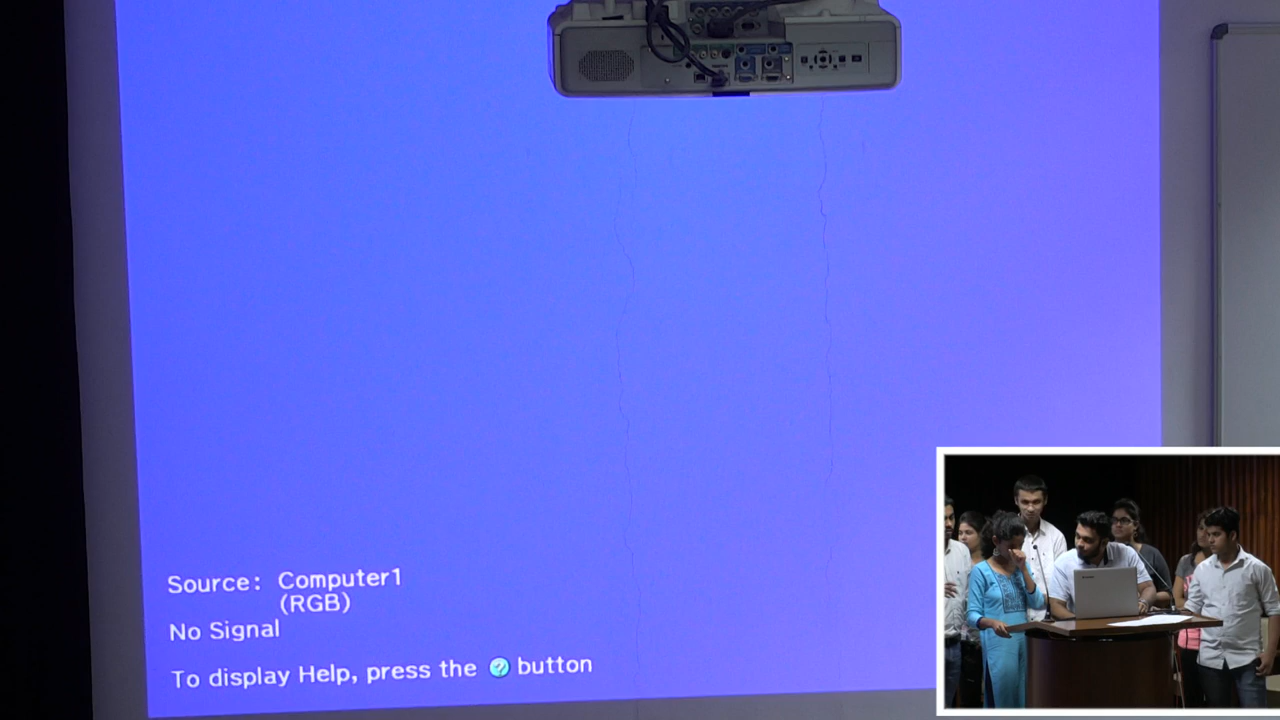 Source: Computer1
(RGB)
No Signal
To display Help, press the ? button